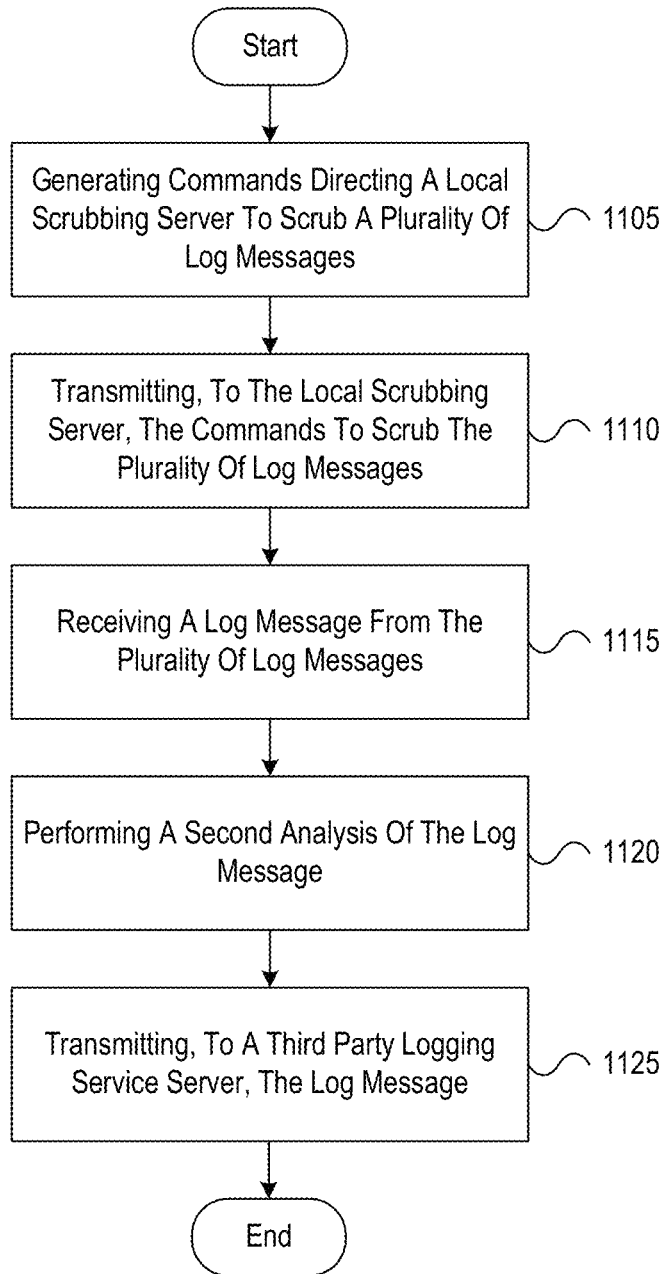 Start
Generating Commands Directing A Local
Scrubbing Server To Scrub A Plurality Of
Log Messages
1105
Transmitting, To The Local Scrubbing
Server, The Commands To Scrub The
Plurality Of Log Messages
1110
Receiving A Log Message From The
Plurality Of Log Messages
1115
Performing A Second Analysis Of The Log
Message
1120
Transmitting, To A Third Party Logging
Service Server, The Log Message
1125
End